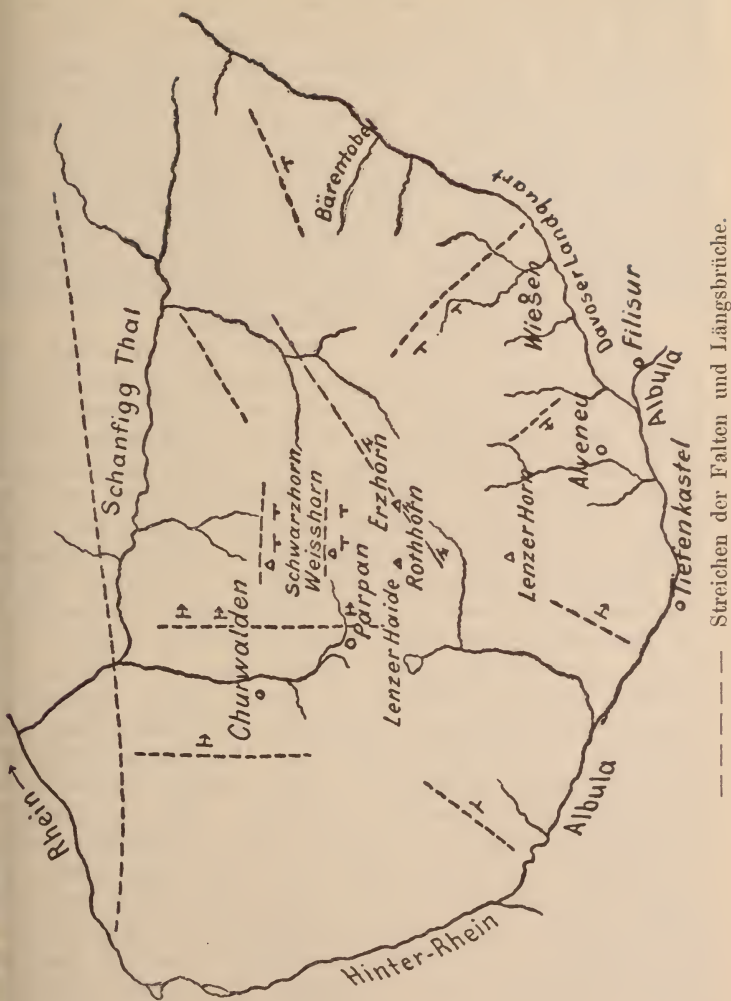 Rhein
Schanfigg Thal
Bärentobel
Davoser Landquart
Wießen
Filisur
Albula
Alveneu
Tiefenkastel
Lenzer Horn
Erzhorn
Rothhorn
Schwarzhorn
Weisshorn
Parpan
Lenzer Haide
Churwalden
Albula
Hinter-Rhein
— — — — — Streichen der Falten und Längsbrüche.